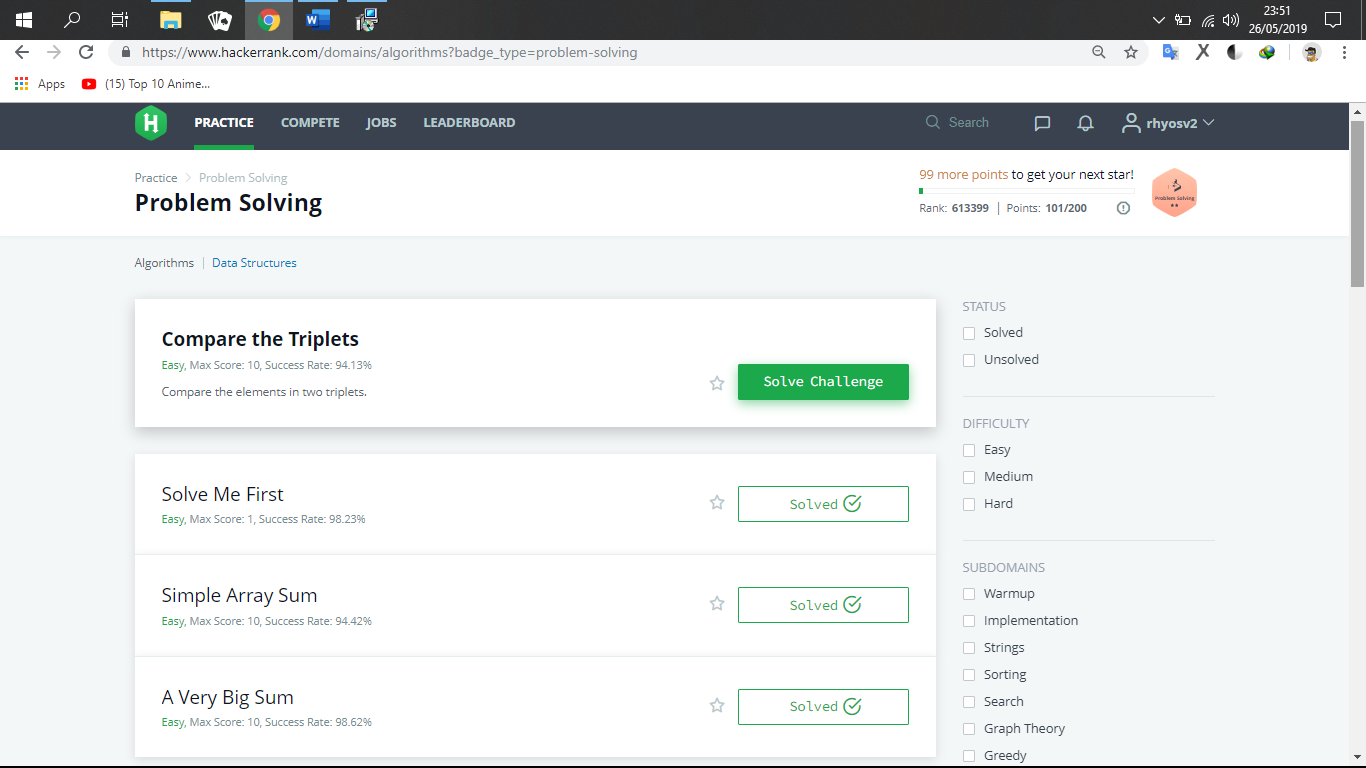 23:51
26/05/2019
https://www.hackerrank.com/domains/algorithms?badge_type=problem-solving
Apps (15) Top 10 Anime...
H PRACTICE COMPETE JOBS LEADERBOARD Search rhyosv2
Practice > Problem Solving
Problem Solving
99 more points to get your next star!
Rank: 613399 | Points: 101/200
Problem Solving
Algorithms | Data Structures
Compare the Triplets
Easy, Max Score: 10, Success Rate: 94.13%
Compare the elements in two triplets.
Solve Challenge
Solve Me First
Easy, Max Score: 1, Success Rate: 98.23%
Solved
Simple Array Sum
Easy, Max Score: 10, Success Rate: 94.42%
Solved
A Very Big Sum
Easy, Max Score: 10, Success Rate: 98.62%
Solved
STATUS
Solved
Unsolved
DIFFICULTY
Easy
Medium
Hard
SUBDOMAINS
Warmup
Implementation
Strings
Sorting
Search
Graph Theory
Greedy